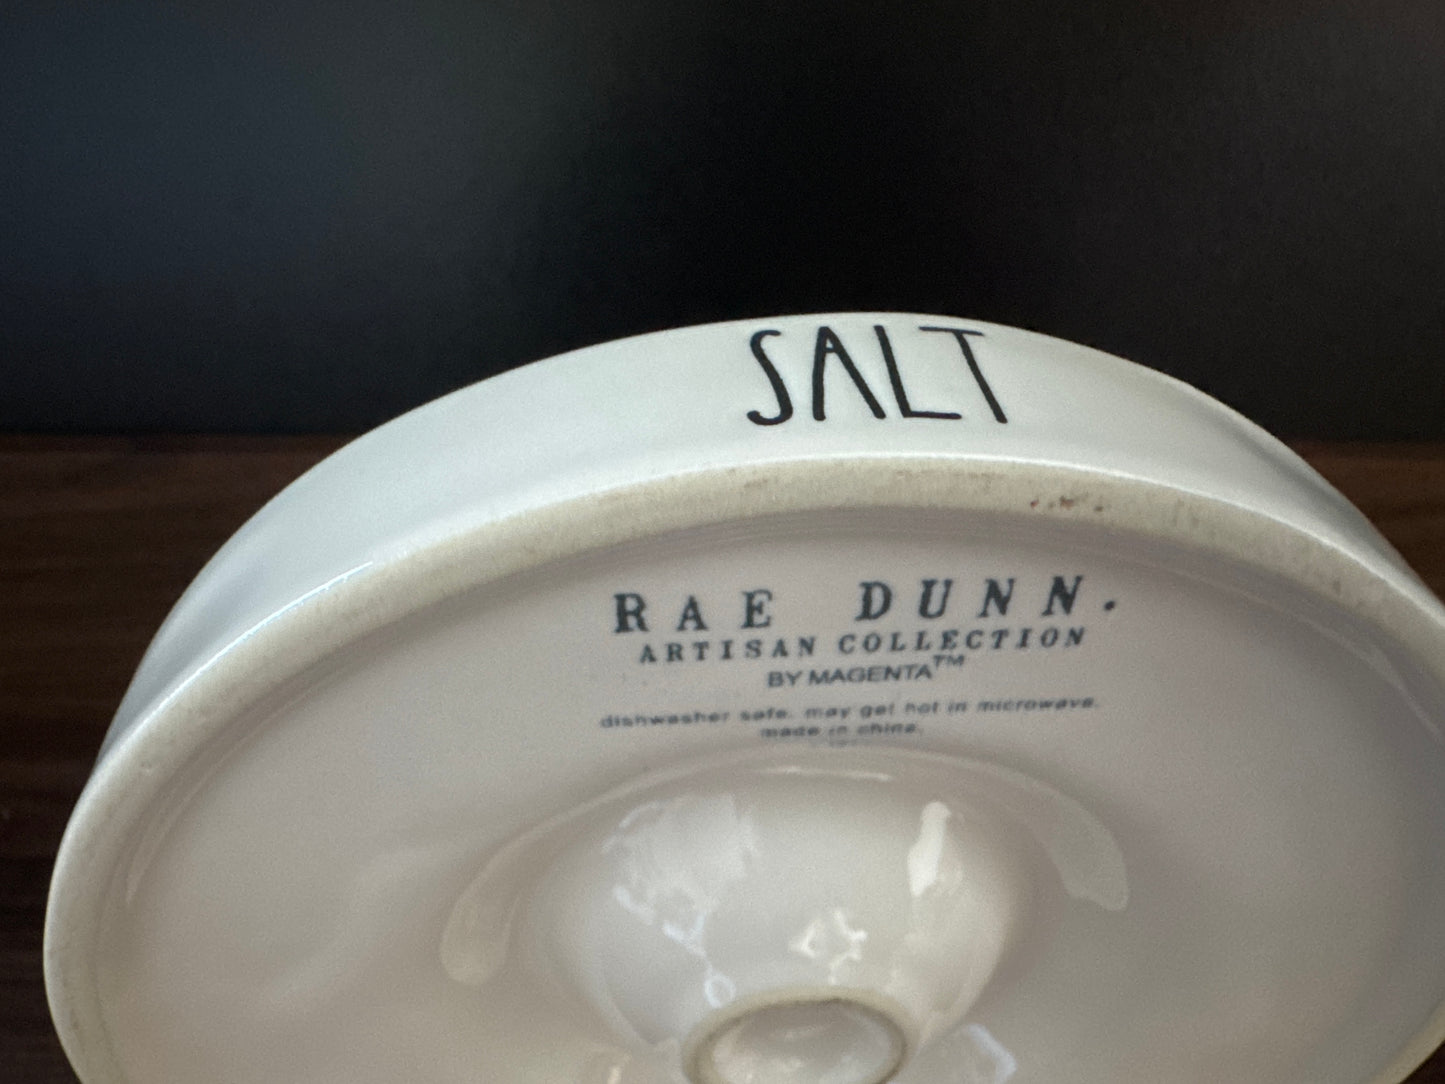 SALT
RAE DUNN.
ARTISAN COLLECTION
BY MAGENTA™
dishwasher safe. may get hot in microwave.
made in china.